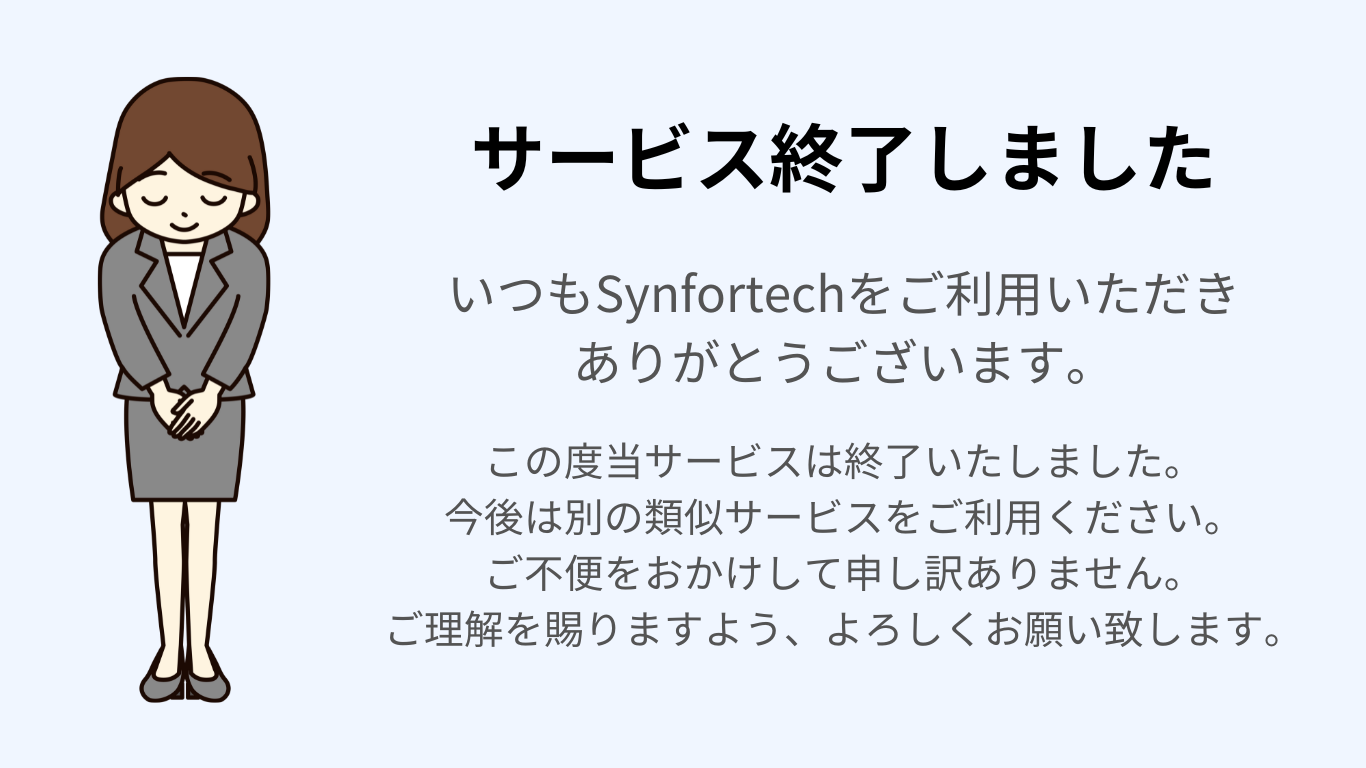 サービス終了しました
いつもSynfortechをご利用いただき
ありがとうございます。
この度当サービスは終了いたしました。
今後は別の類似サービスをご利用ください。
ご不便をおかけして申し訳ありません。
ご理解を賜りますよう、よろしくお願い致します。